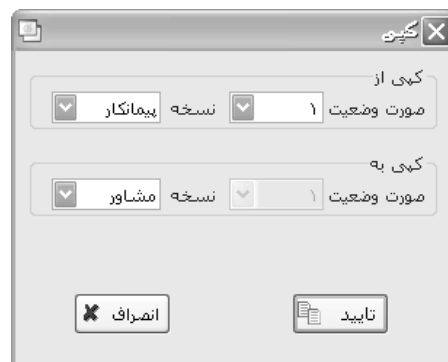 کپی
کپی از
صورت وضعیت ۱ نسخه پیمانکار
کپی به
صورت وضعیت ۱ نسخه مشاور
تایید انصراف